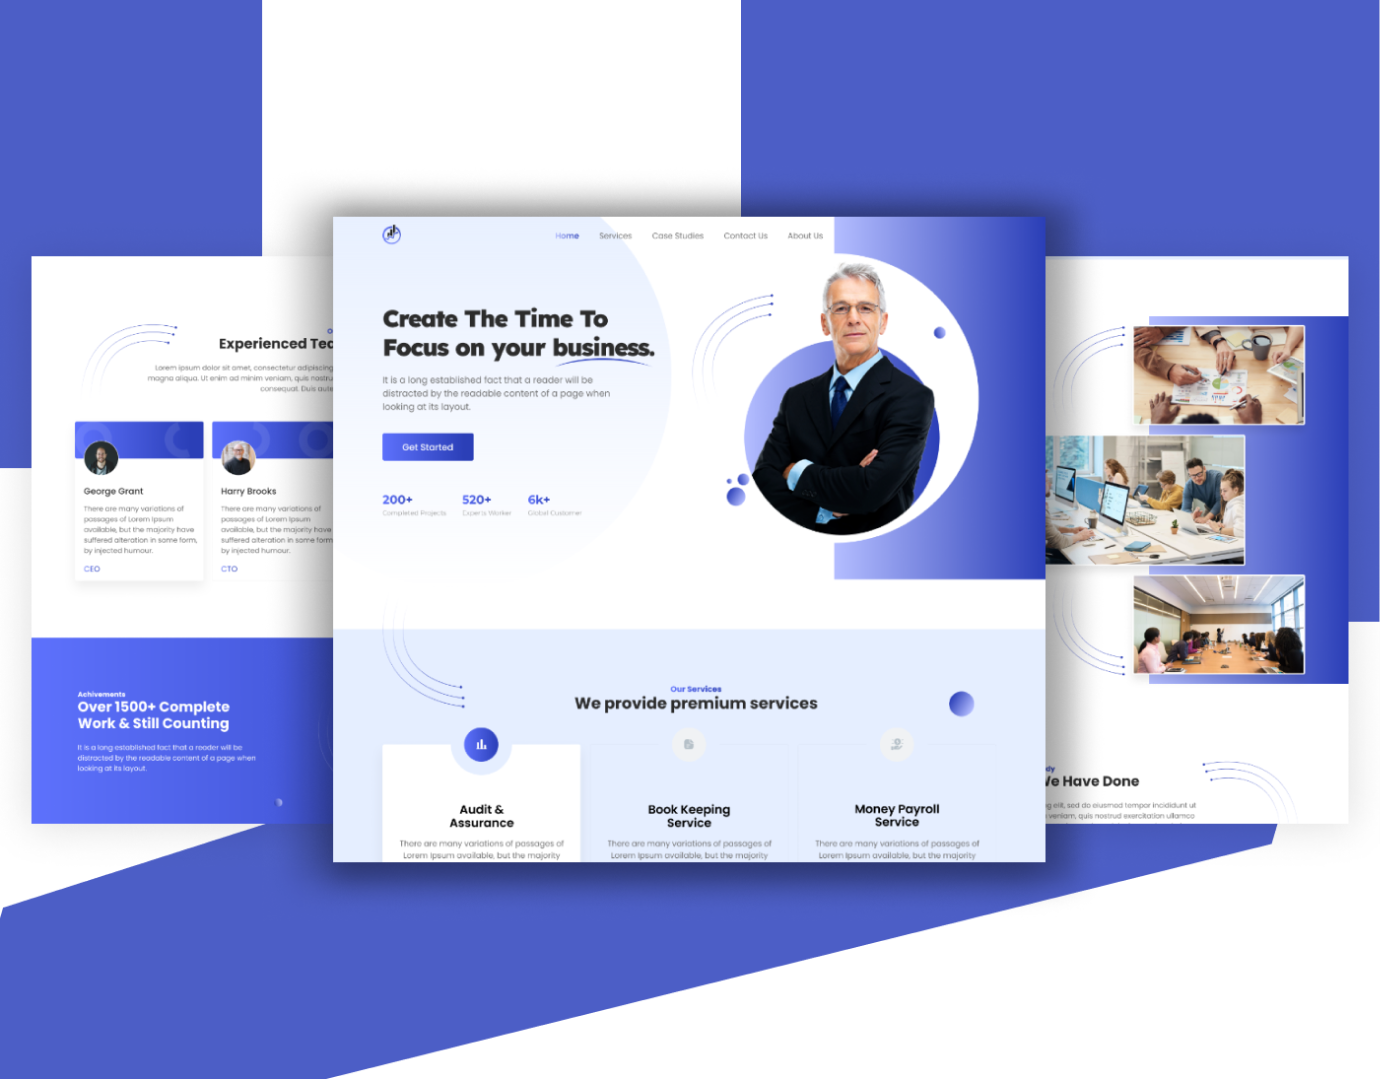 Home Services Case Studies Contact Us About Us
Create The Time To
Focus on your business.
It is a long established fact that a reader will be
distracted by the readable content of a page when
looking at its layout.
Get Started
200+ 520+ 6k+
Completed Projects Experts Worker Global Customer
Our Services
We provide premium services
Audit &
Assurance
There are many variations of passages of
Lorem Ipsum available, but the majority
Book Keeping
Service
There are many variations of passages of
Lorem Ipsum available, but the majority
Money Payroll
Service
There are many variations of passages of
Lorem Ipsum available, but the majority
Experienced Tea
Lorem ipsum dolor sit amet, consectetur adipiscing
magna aliqua. Ut enim ad minim veniam, quis nostru
consequat. Duis aute
George Grant
There are many variations of
passages of Lorem Ipsum
available, but the majority have
suffered alteration in some form,
by injected humour.
CEO
Harry Brooks
There are many variations of
passages of Lorem Ipsum
available, but the majority have
suffered alteration in some form
by injected humour.
CTO
Achivements
Over 1500+ Complete
Work & Still Counting
It is a long established fact that a reader will be
distracted by the readable content of a page when
looking at its layout.
We Have Done
elit, sed do eiusmod tempor incididunt ut
veniam, quis nostrud exercitation ullamco